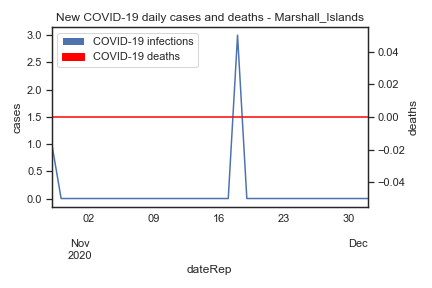 New COVID-19 daily cases and deaths - Marshall_Islands
COVID-19 infections
COVID-19 deaths
3.0
2.5
2.0
1.5
1.0
0.5
0.0
cases
0.04
0.02
0.00
−0.02
−0.04
deaths
02 09 16 23 30
Nov Dec
2020
dateRep